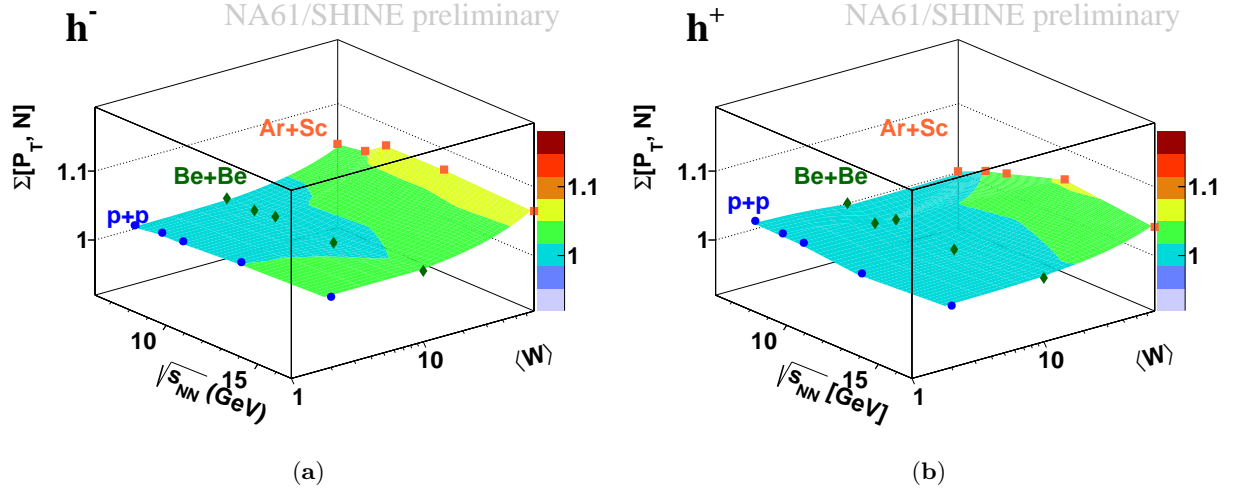 h⁻
NA61/SHINE preliminary
Σ[P_T, N]
1.1
1
Ar+Sc
Be+Be
p+p
1.1
1
10
15
√s_NN (GeV)
1
10
⟨W⟩
(a)
h⁺
NA61/SHINE preliminary
Σ[P_T, N]
1.1
1
Ar+Sc
Be+Be
p+p
1.1
1
10
15
√s_NN [GeV]
1
10
⟨W⟩
(b)